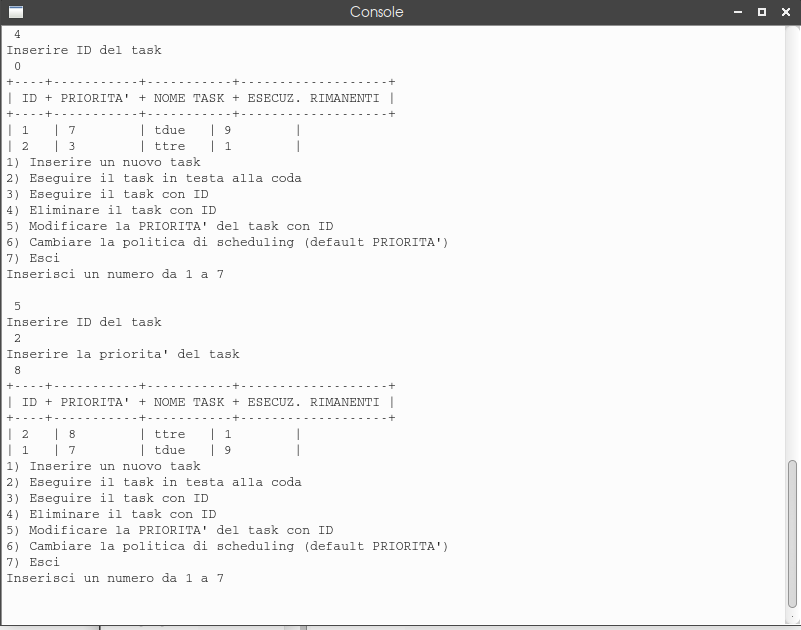 Console
4
Inserire ID del task
0
+----+-----------+-----------+-------------------+
| ID + PRIORITA' + NOME TASK + ESECUZ. RIMANENTI |
+----+-----------+-----------+-------------------+
| 1   | 7        | tdue   | 9        |
| 2   | 3        | ttre   | 1        |
1) Inserire un nuovo task
2) Eseguire il task in testa alla coda
3) Eseguire il task con ID
4) Eliminare il task con ID
5) Modificare la PRIORITA' del task con ID
6) Cambiare la politica di scheduling (default PRIORITA')
7) Esci
Inserisci un numero da 1 a 7
5
Inserire ID del task
2
Inserire la priorita' del task
8
+----+-----------+-----------+-------------------+
| ID + PRIORITA' + NOME TASK + ESECUZ. RIMANENTI |
+----+-----------+-----------+-------------------+
| 2   | 8        | ttre   | 1        |
| 1   | 7        | tdue   | 9        |
1) Inserire un nuovo task
2) Eseguire il task in testa alla coda
3) Eseguire il task con ID
4) Eliminare il task con ID
5) Modificare la PRIORITA' del task con ID
6) Cambiare la politica di scheduling (default PRIORITA')
7) Esci
Inserisci un numero da 1 a 7